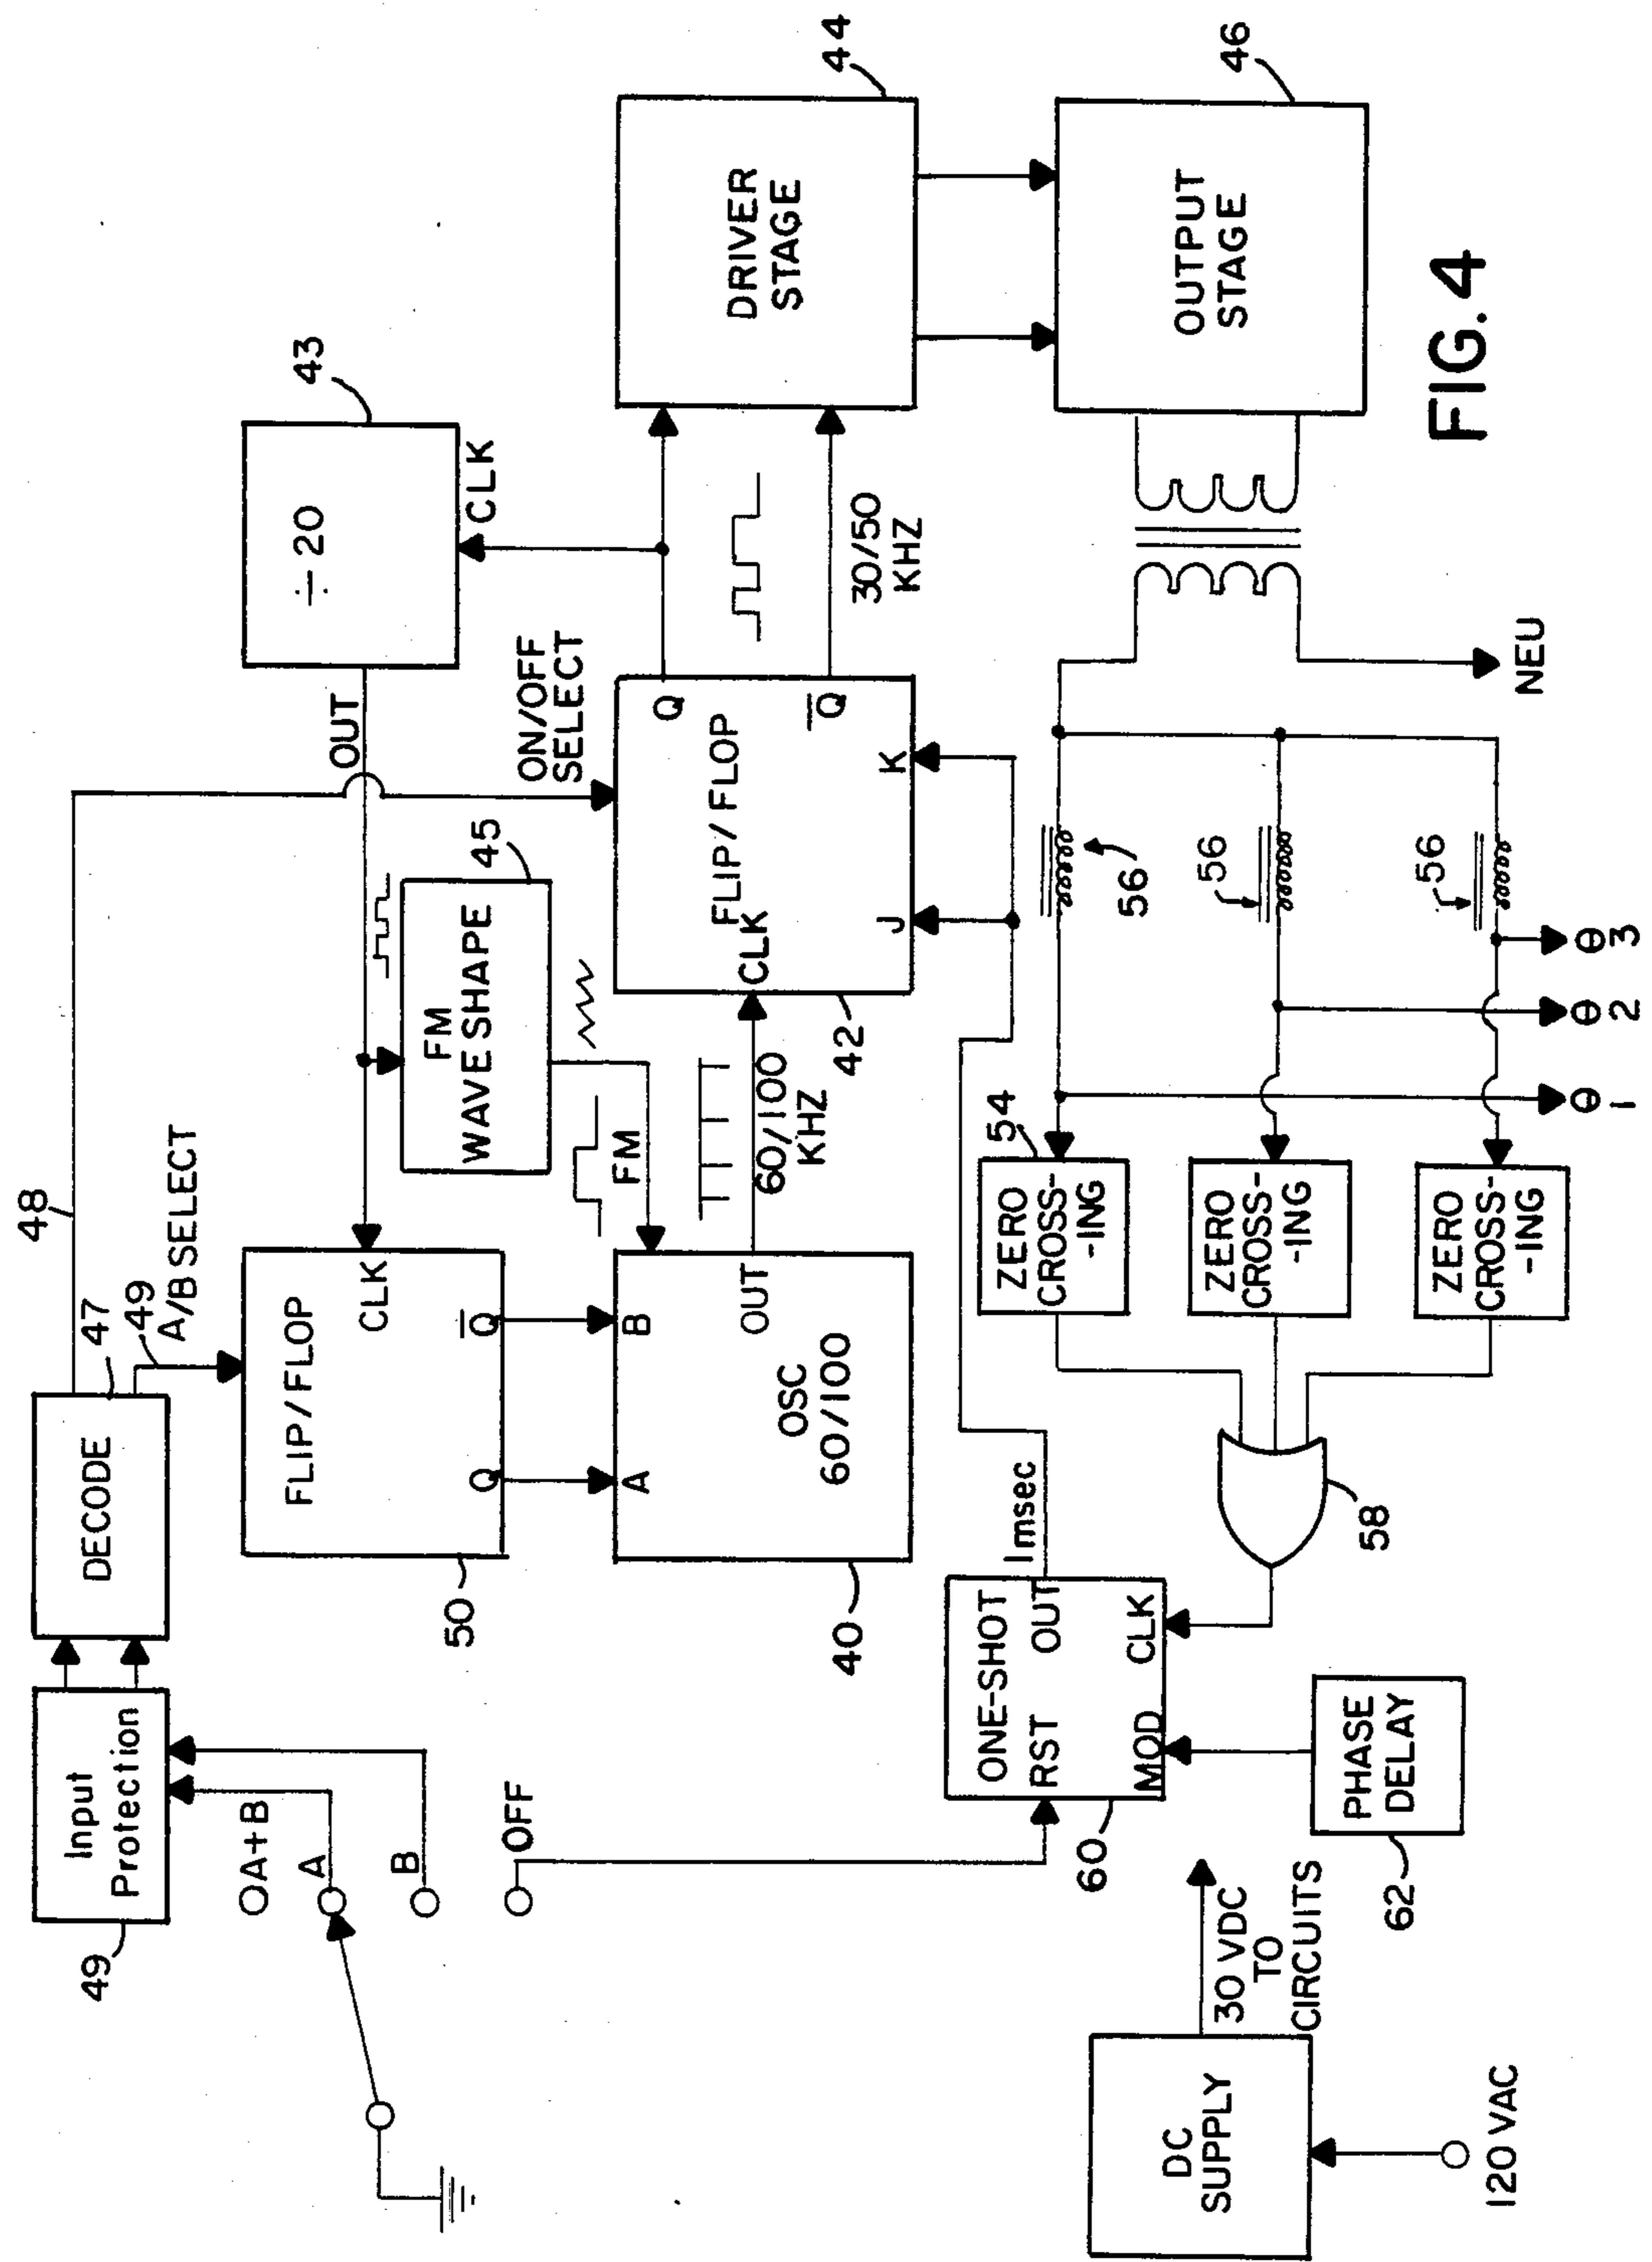 49
Input
Protection
47
DECODE
48
49
A/B SELECT
OA+B
A
B
OFF
50
FLIP/FLOP
CLK
Q
Q
OUT
43
÷20
CLK
45
FM
WAVE SHAPE
FM
ON/OFF
SELECT
40
A
B
OSC
60/100
OUT
60/100
KHZ
42
FLIP/FLOP
CLK
J
K
Q
Q
30/50
KHZ
44
DRIVER
STAGE
46
OUTPUT
STAGE
60
ONE-SHOT
RST
OUT
MOD
CLK
1msec
62
PHASE
DELAY
58
54
ZERO
CROSS-
-ING
ZERO
CROSS-
-ING
ZERO
CROSS-
-ING
56
56
56
θ
1
θ
2
θ
3
NEU
DC
SUPPLY
30 VDC
TO
CIRCUITS
120 VAC
FIG. 4